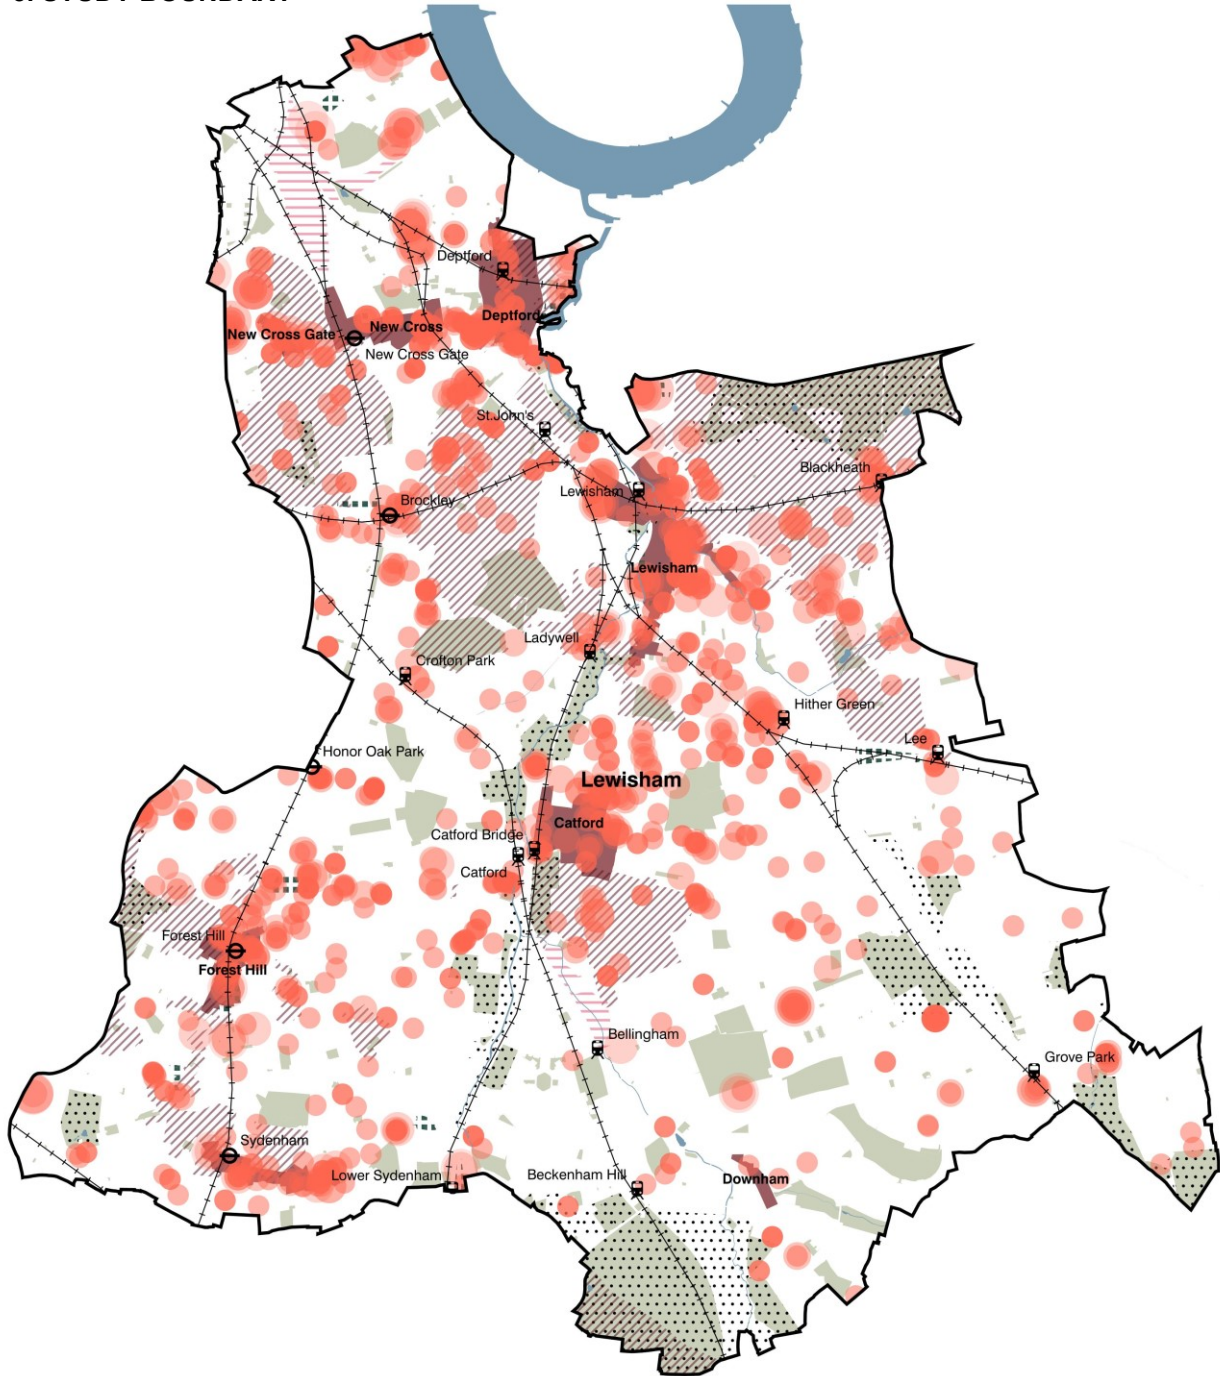 Deptford
Deptford
New Cross Gate
New Cross
New Cross Gate
St.John's
Blackheath
Lewisham
Brockley
Lewisham
Ladywell
Crofton Park
Hither Green
Lee
Honor Oak Park
Lewisham
Catford
Catford Bridge
Catford
Forest Hill
Forest Hill
Bellingham
Grove Park
Sydenham
Lower Sydenham
Beckenham Hill
Downham